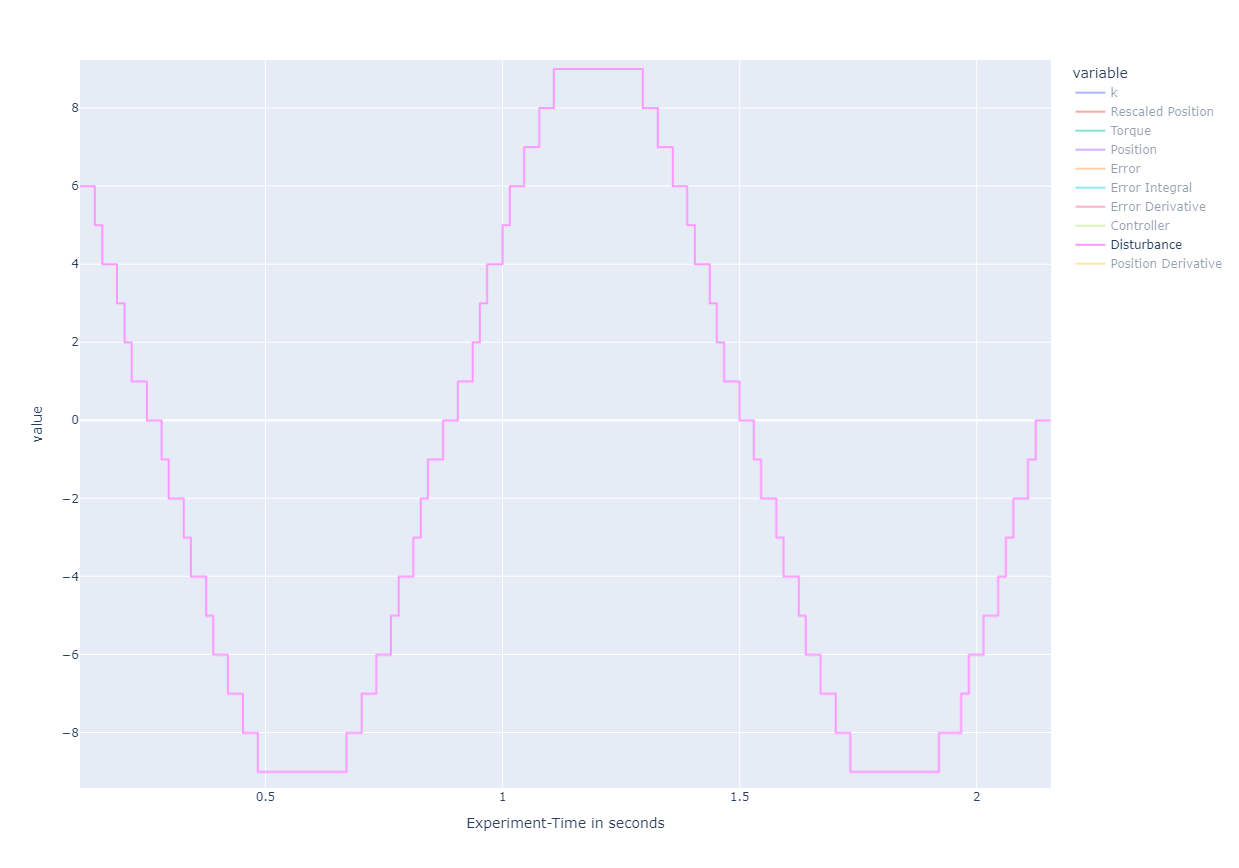 variable
k
Rescaled Position
Torque
Position
Error
Error Integral
Error Derivative
Controller
Disturbance
Position Derivative
value
8
6
4
2
0
−2
−4
−6
−8
0.5
1
1.5
2
Experiment-Time in seconds